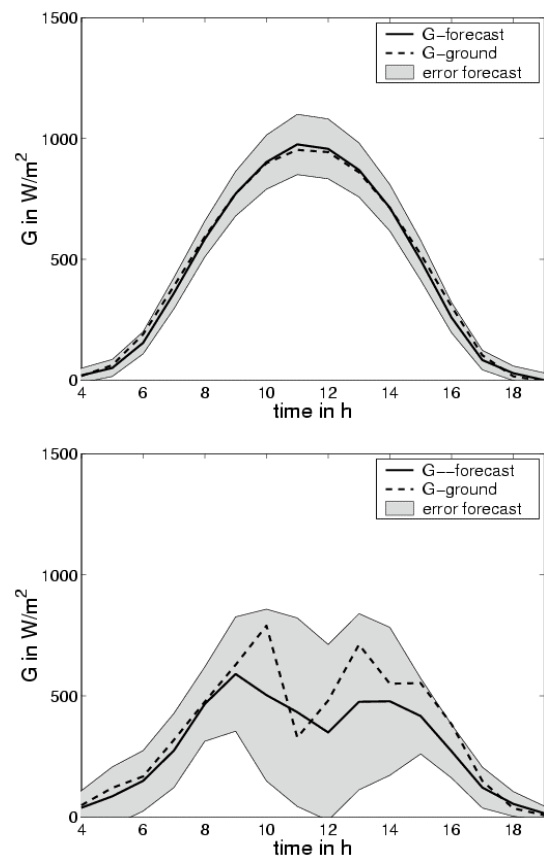 1500
1000
500
0
G in W/m²
G−forecast
G−ground
error forecast
4 6 8 10 12 14 16 18
time in h
1500
1000
500
0
G in W/m²
G−−forecast
G−ground
error forecast
4 6 8 10 12 14 16 18
time in h